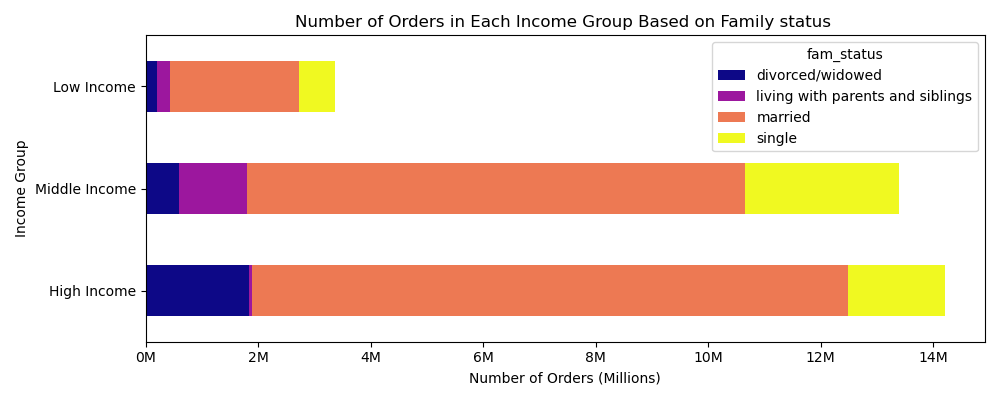 Number of Orders in Each Income Group Based on Family status
fam_status
divorced/widowed
living with parents and siblings
married
single
Income Group
Low Income
Middle Income
High Income
0M 2M 4M 6M 8M 10M 12M 14M
Number of Orders (Millions)